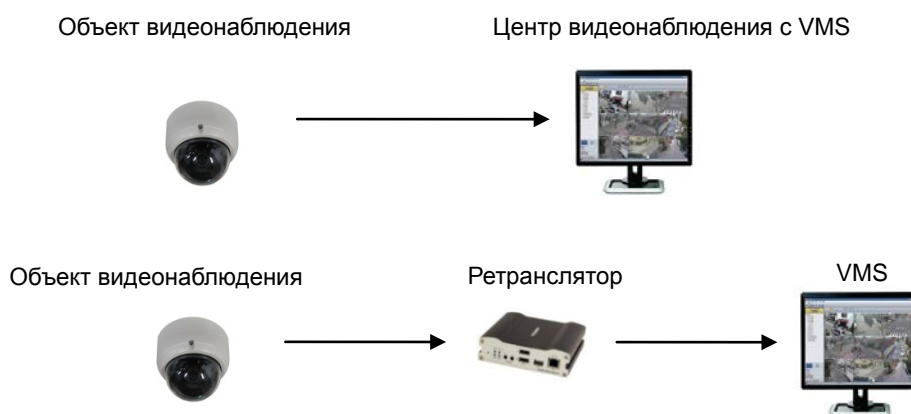 Объект видеонаблюдения
Центр видеонаблюдения с VMS
Объект видеонаблюдения
Ретранслятор
VMS